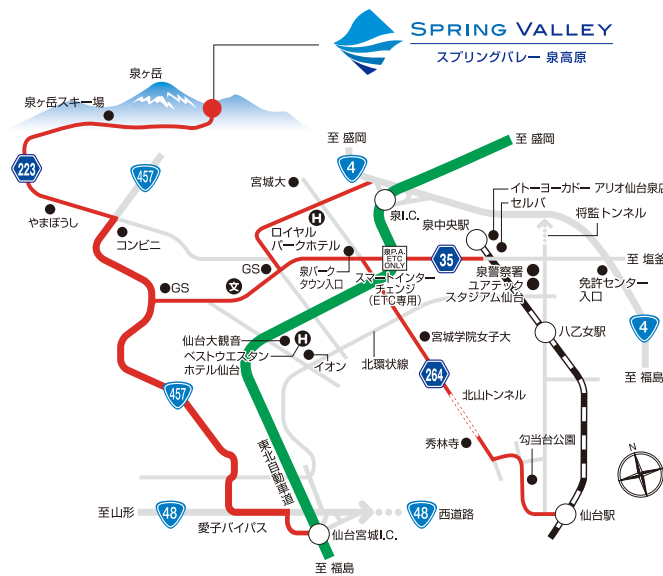 SPRING VALLEY
スプリングバレー 泉高原
泉ヶ岳
泉ヶ岳スキー場
223
457
やまぼうし
コンビニ
至 盛岡
4
至 盛岡
宮城大
H
ロイヤル
パークホテル
泉I.C.
イトーヨーカドー アリオ仙台泉店
セルバ
泉中央駅
将監トンネル
GS
泉パーク
タウン入口
泉P.A.
ETC
ONLY
スマートインター
チェンジ
(ETC専用)
35
至 塩釜
泉警察署
ユアテック
スタジアム仙台
免許センター
入口
GS
文
仙台大観音
H
ベストウエスタン
ホテル仙台
イオン
北環状線
宮城学院女子大
八乙女駅
4
至 福島
264
457
北山トンネル
秀林寺
勾当台公園
N
東北自動車道
至 山形
48
愛子バイパス
仙台宮城I.C.
48
西道路
仙台駅
至 福島